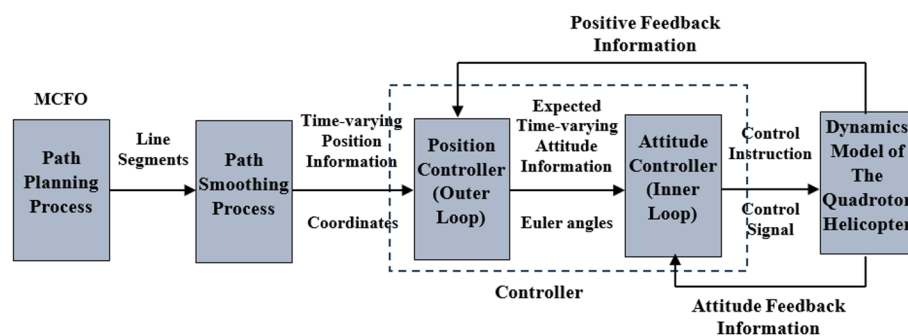 Positive Feedback
Information
MCFO
Path
Planning
Process
Line
Segments
Path
Smoothing
Process
Time-varying
Position
Information
Coordinates
Position
Controller
(Outer
Loop)
Expected
Time-varying
Attitude
Information
Euler angles
Attitude
Controller
(Inner
Loop)
Control
Instruction
Control
Signal
Dynamics
Model of
The
Quadrotor
Helicopter
Controller
Attitude Feedback
Information